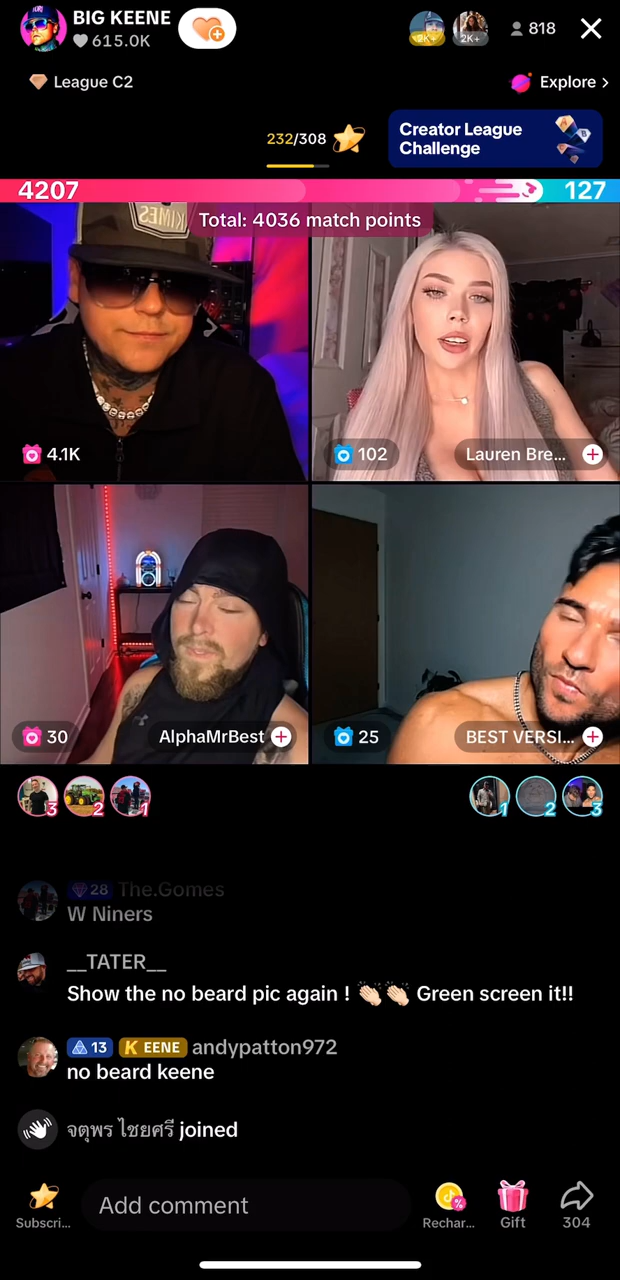 BIG KEENE
615.0K
2K+
2K+
818
League C2
Explore >
232/308
Creator League
Challenge
4207
127
Total: 4036 match points
4.1K
102
Lauren Bre...
30
AlphaMrBest
25
BEST VERSI...
3
2
1
1
2
3
28 The.Gomes
W Niners
__TATER__
Show the no beard pic again ! 👏🏻👏🏻 Green screen it!!
13 K EENE andypatton972
no beard keene
จตุพร ไชยศรี joined
Add comment
Subscri...
Rechar...
Gift
304